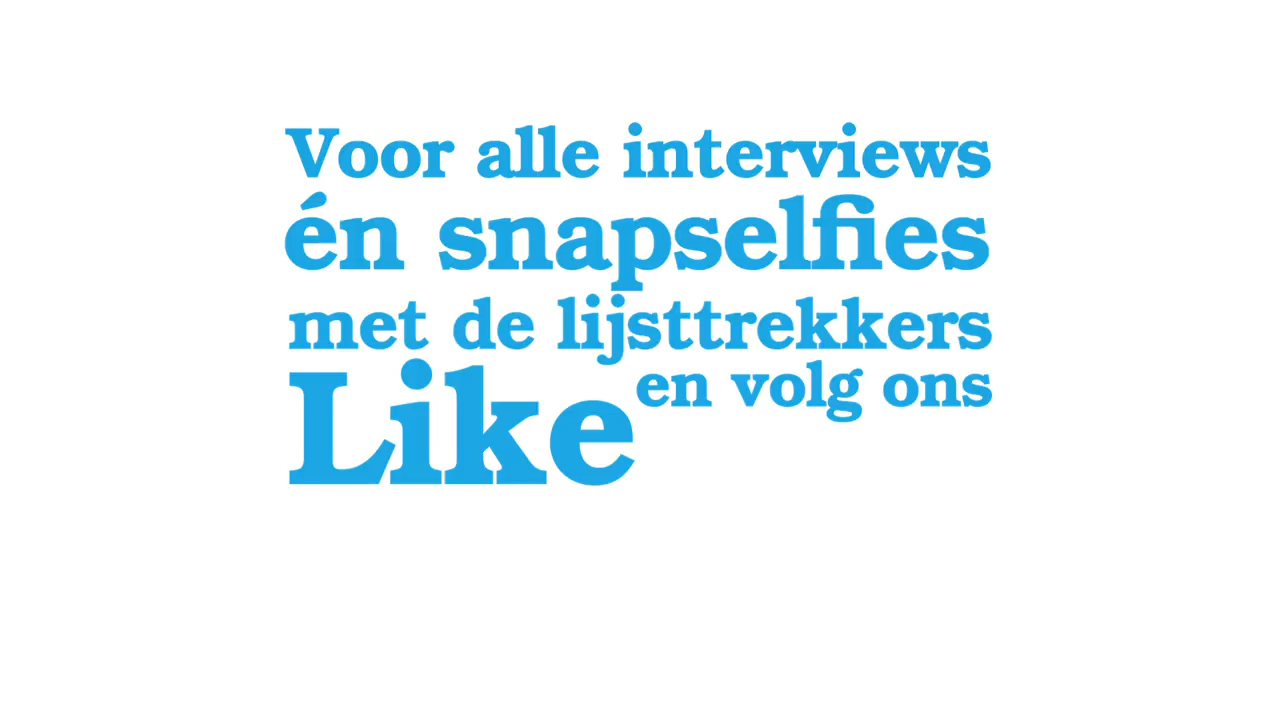 Voor alle interviews
én snapselfies
met de lijsttrekkers
Like en volg ons